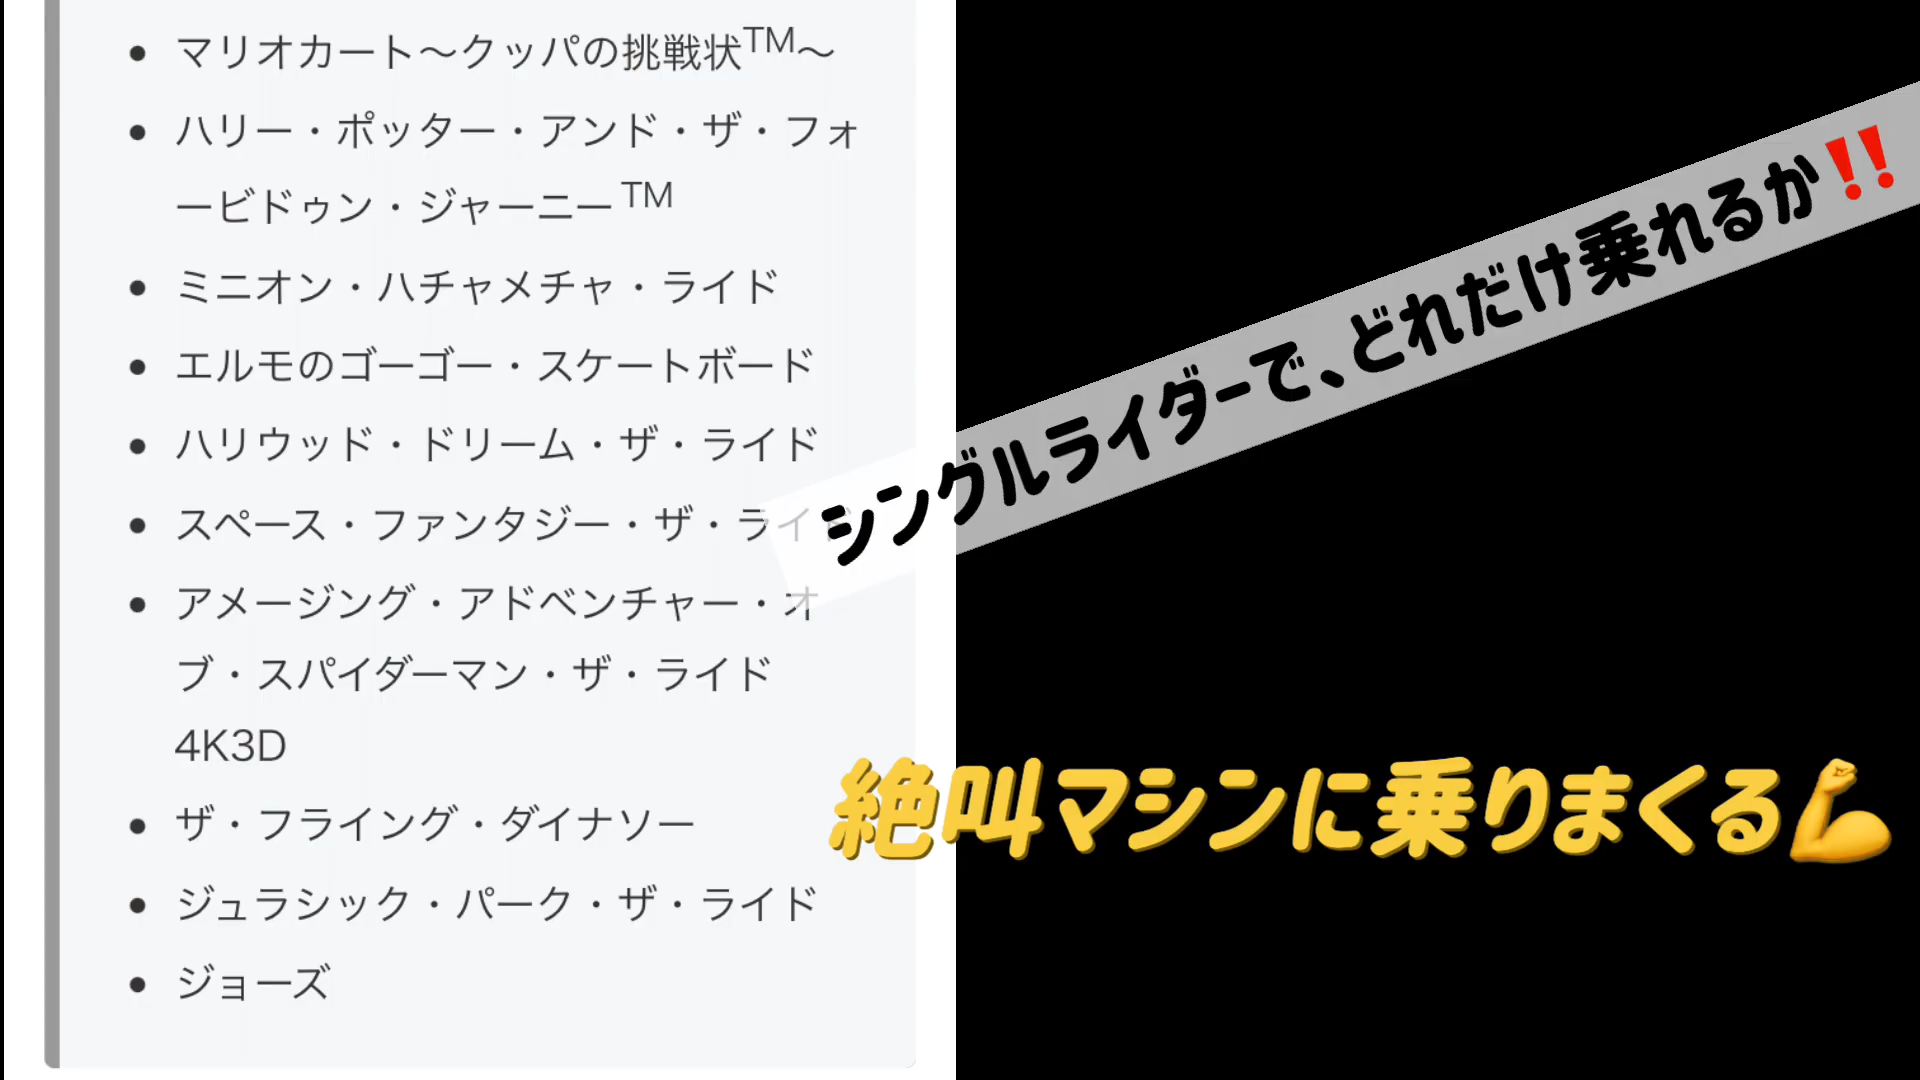 • マリオカート〜クッパの挑戦状TM〜
• ハリー・ポッター・アンド・ザ・フォ
ービドゥン・ジャーニーTM
• ミニオン・ハチャメチャ・ライド
• エルモのゴーゴー・スケートボード
• ハリウッド・ドリーム・ザ・ライド
• スペース・ファンタジー・ザ・ライド
• アメージング・アドベンチャー・オ
ブ・スパイダーマン・ザ・ライド
4K3D
• ザ・フライング・ダイナソー
• ジュラシック・パーク・ザ・ライド
• ジョーズ
シングルライダーで、どれだけ乗れるか‼️
絶叫マシンに乗りまくる💪